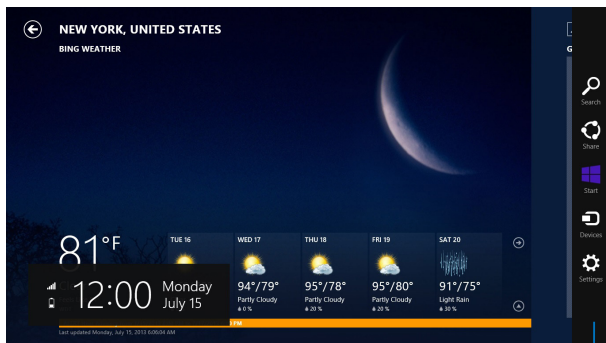 NEW YORK, UNITED STATES
BING WEATHER
G
Search
Share
Start
Devices
Settings
81°F
TUE 16
WED 17
94°/79°
Partly Cloudy
0 %
THU 18
95°/78°
Partly Cloudy
20 %
FRI 19
95°/80°
Partly Cloudy
20 %
SAT 20
91°/75°
Light Rain
30 %
12:00
Monday
July 15
PM
Last updated Monday, July 15, 2013 8:06:04 AM